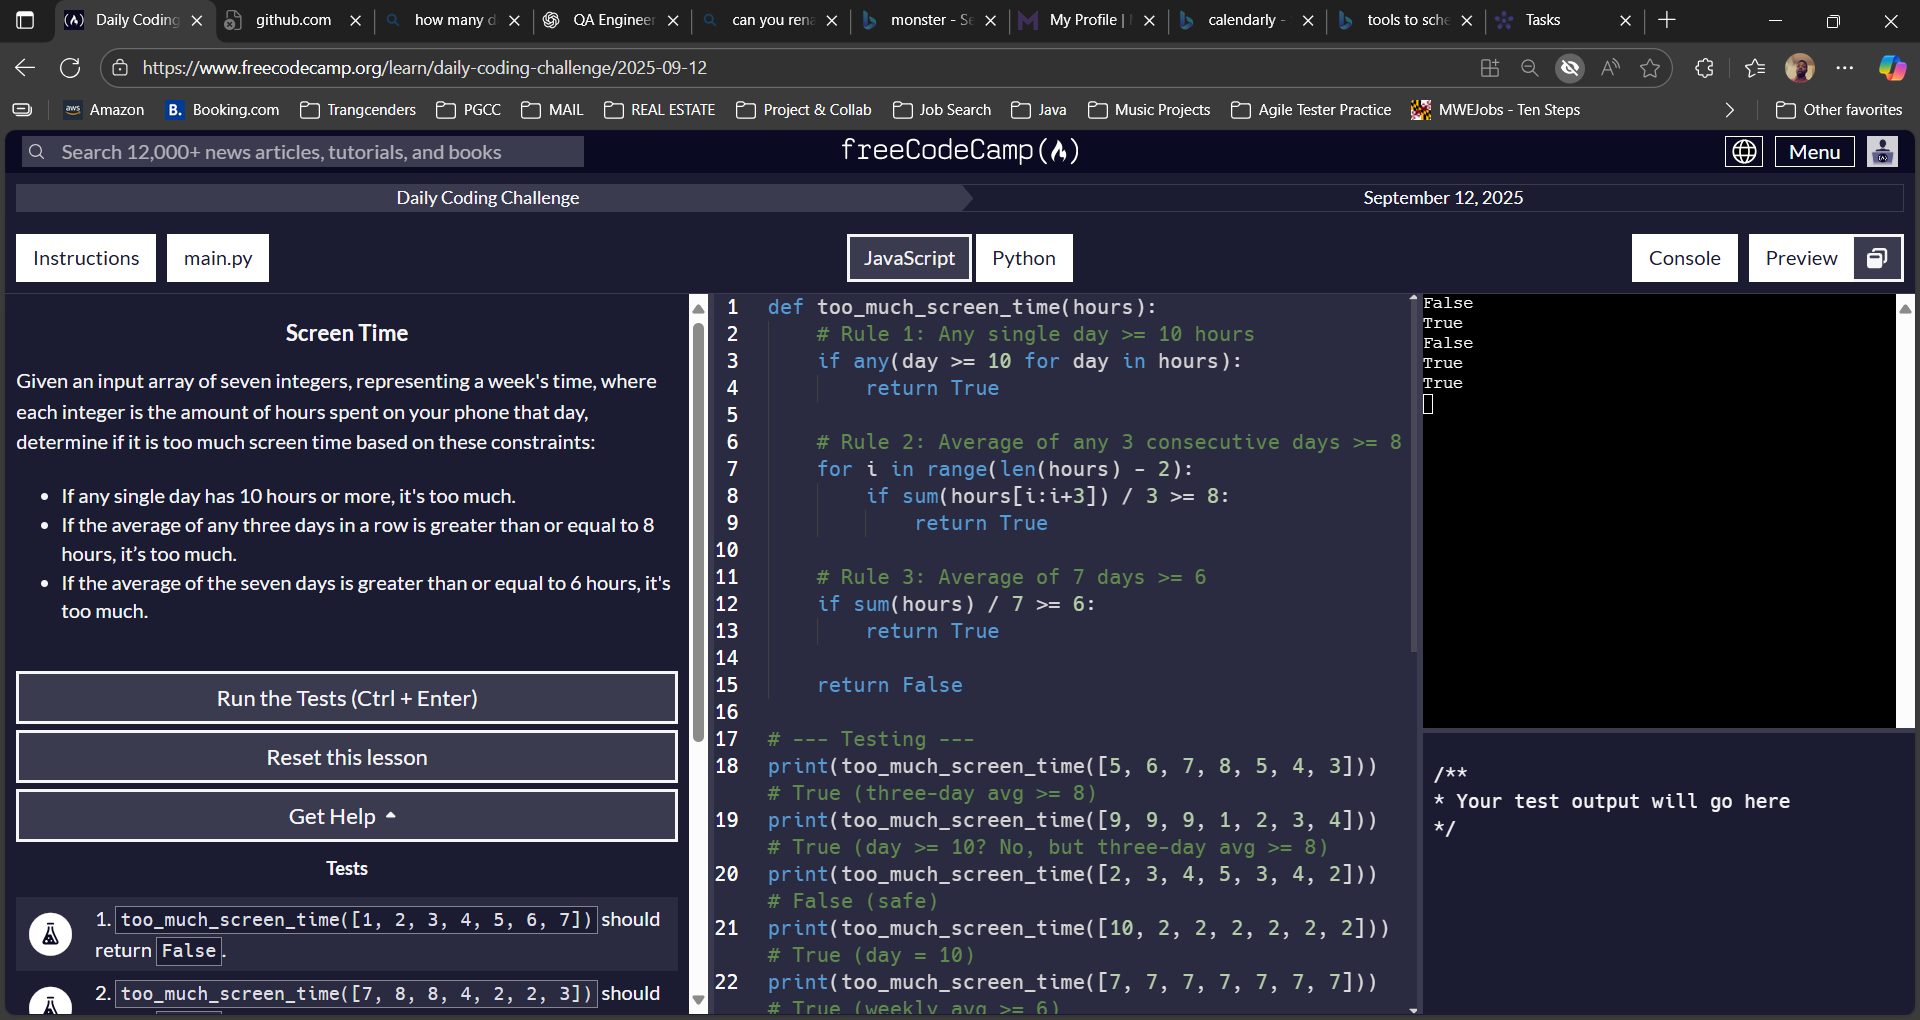 Daily Coding
github.com
how many d
QA Engineer
can you rena
monster - Se
My Profile |
calendarly -
tools to sche
Tasks
https://www.freecodecamp.org/learn/daily-coding-challenge/2025-09-12
aws Amazon
B. Booking.com
Trangcenders
PGCC
MAIL
REAL ESTATE
Project & Collab
Job Search
Java
Music Projects
Agile Tester Practice
MWEJobs - Ten Steps
Other favorites
Search 12,000+ news articles, tutorials, and books
freeCodeCamp
Menu
Daily Coding Challenge
September 12, 2025
Instructions
main.py
JavaScript
Python
Console
Preview
Screen Time
Given an input array of seven integers, representing a week's time, where
each integer is the amount of hours spent on your phone that day,
determine if it is too much screen time based on these constraints:
• If any single day has 10 hours or more, it's too much.
• If the average of any three days in a row is greater than or equal to 8
hours, it’s too much.
• If the average of the seven days is greater than or equal to 6 hours, it's
too much.
Run the Tests (Ctrl + Enter)
Reset this lesson
Get Help
Tests
1. too_much_screen_time([1, 2, 3, 4, 5, 6, 7]) should
return False.
2. too_much_screen_time([7, 8, 8, 4, 2, 2, 3]) should
1 def too_much_screen_time(hours):
2 # Rule 1: Any single day >= 10 hours
3 if any(day >= 10 for day in hours):
4 return True
5
6 # Rule 2: Average of any 3 consecutive days >= 8
7 for i in range(len(hours) - 2):
8 if sum(hours[i:i+3]) / 3 >= 8:
9 return True
10
11 # Rule 3: Average of 7 days >= 6
12 if sum(hours) / 7 >= 6:
13 return True
14
15 return False
16
17 # --- Testing ---
18 print(too_much_screen_time([5, 6, 7, 8, 5, 4, 3]))
# True (three-day avg >= 8)
19 print(too_much_screen_time([9, 9, 9, 1, 2, 3, 4]))
# True (day >= 10? No, but three-day avg >= 8)
20 print(too_much_screen_time([2, 3, 4, 5, 3, 4, 2]))
# False (safe)
21 print(too_much_screen_time([10, 2, 2, 2, 2, 2, 2]))
# True (day = 10)
22 print(too_much_screen_time([7, 7, 7, 7, 7, 7, 7]))
# True (weekly avg >= 6)
False
True
False
True
True
/**
* Your test output will go here
*/